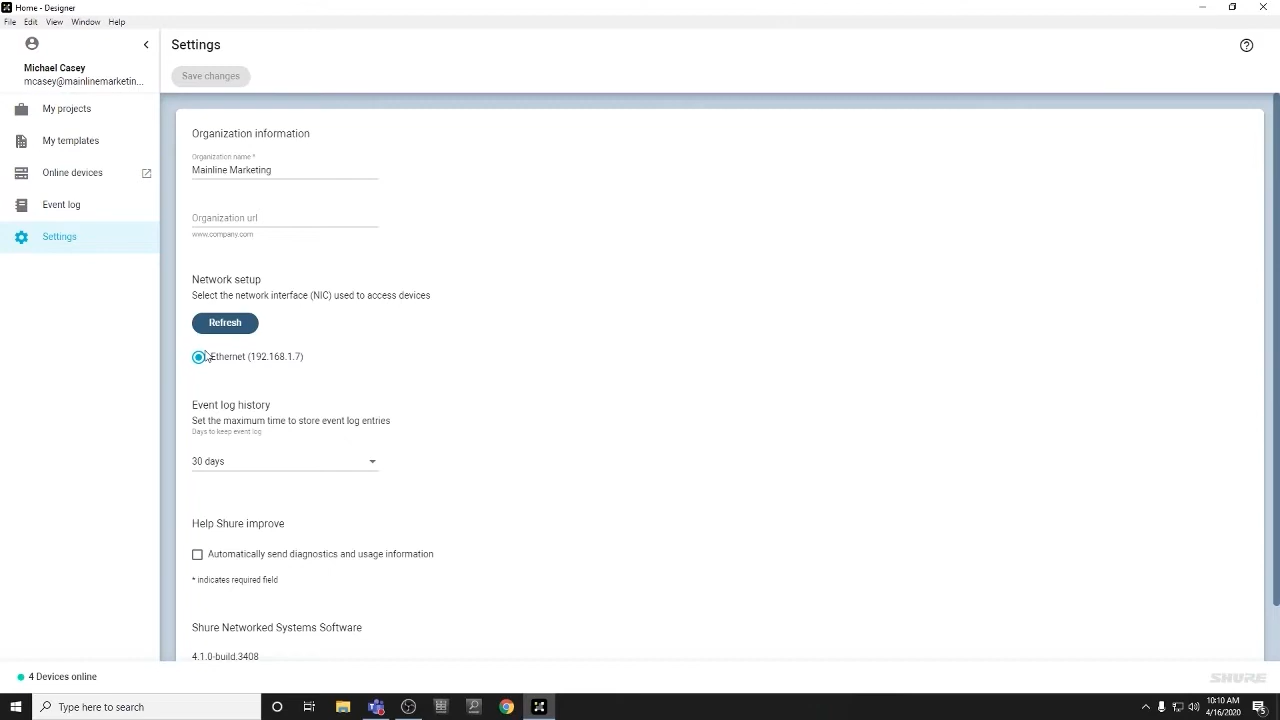 Home - Designer
File Edit View Window Help
Michael Casey
mcasey@mainlinemarketin...
My projects
My templates
Online devices
Event log
Settings
Settings
Save changes
Organization information
Organization name *
Mainline Marketing
Organization url
www.company.com
Network setup
Select the network interface (NIC) used to access devices
Refresh
Ethernet (192.168.1.7)
Event log history
Set the maximum time to store event log entries
Days to keep event log
30 days
Help Shure improve
Automatically send diagnostics and usage information
* indicates required field
Shure Networked Systems Software
4.1.0-build.3408
4 Devices online
SHURE
Type here to search
10:10 AM
4/16/2020